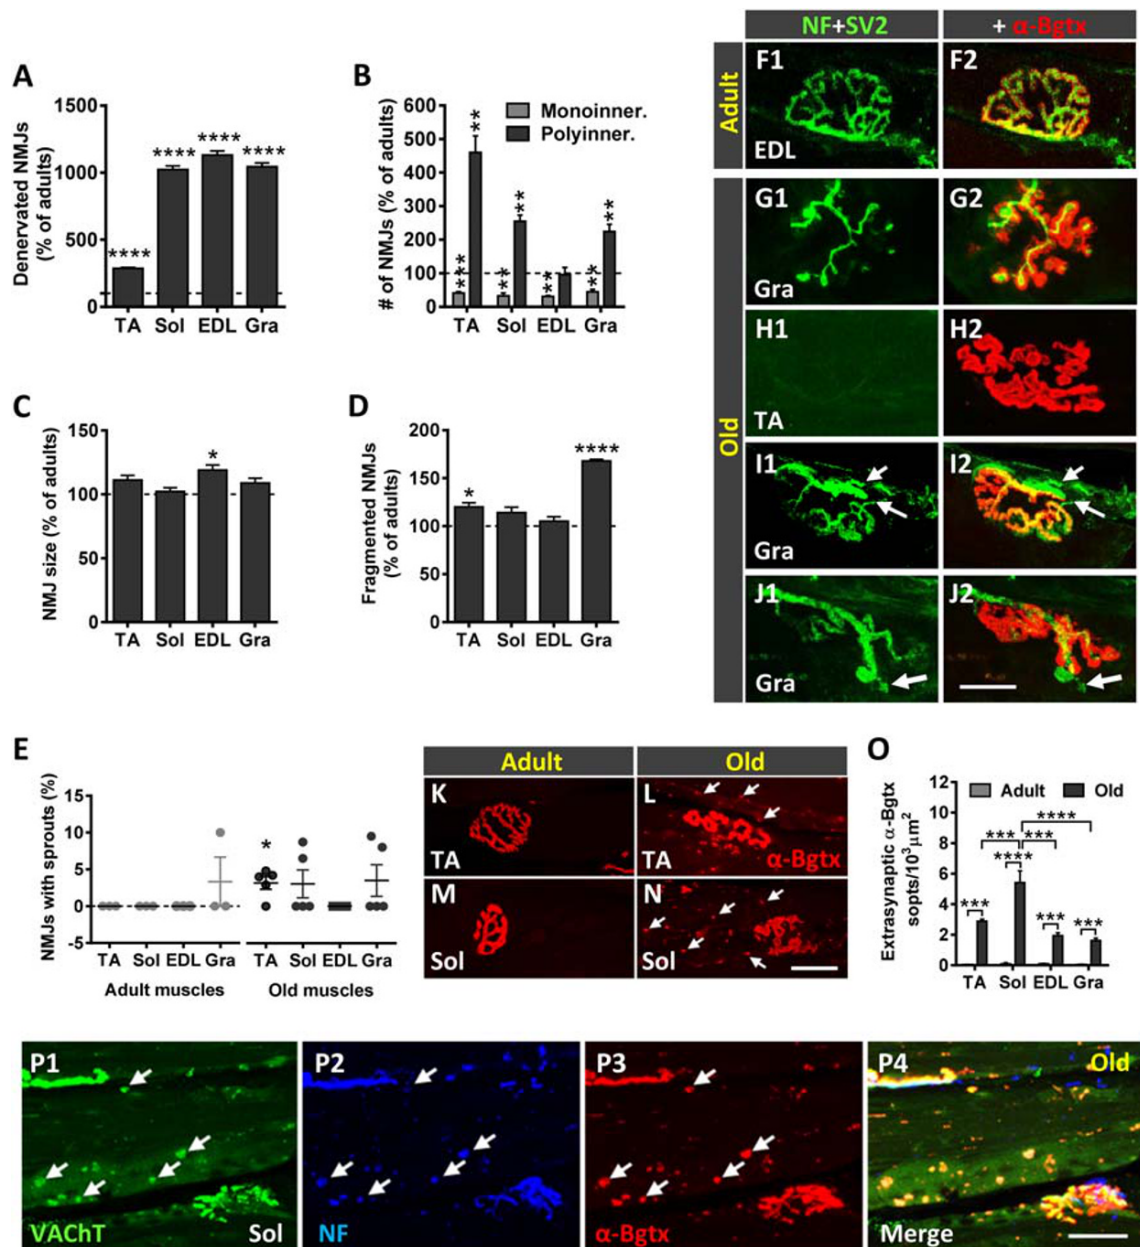 NF+SV2
+ α-Bgtx
Adult
F1
EDL
F2
A
Denervated NMJs
(% of adults)
1500
1000
500
0
****
****
****
****
TA Sol EDL Gra
B
# of NMJs (% of adults)
600
500
400
300
200
100
0
Monoinner.
Polyinner.
***
**
**
**
**
**
TA Sol EDL Gra
Old
G1
Gra
G2
H1
TA
H2
I1
Gra
I2
J1
Gra
J2
C
NMJ size (% of adults)
150
100
50
0
*
TA Sol EDL Gra
D
Fragmented NMJs
(% of adults)
200
150
100
50
0
*
****
TA Sol EDL Gra
E
NMJs with sprouts (%)
15
10
5
0
-5
*
TA Sol EDL Gra TA Sol EDL Gra
Adult muscles Old muscles
Adult
Old
K
TA
L
TA
α-Bgtx
M
Sol
N
Sol
O
Extrasynaptic α-Bgtx
sopts/10³µm²
12
10
8
6
4
2
0
Adult Old
****
*** ***
****
***
*** ***
TA Sol EDL Gra
P1
VAChT
Sol
P2
NF
P3
α-Bgtx
P4
Old
Merge